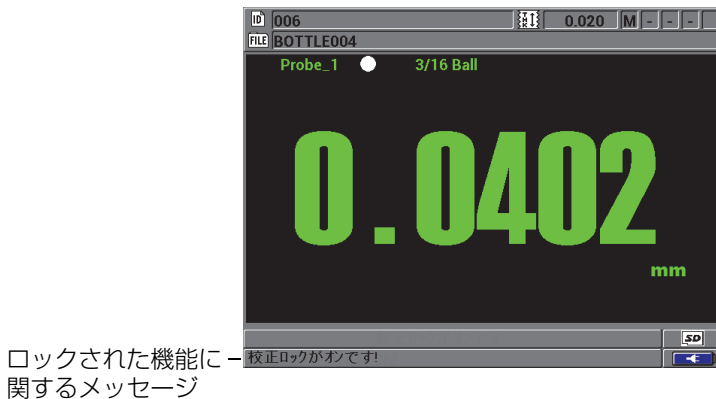 ID 006 0.020 M - - -
FILE BOTTLE004
Probe_1 3/16 Ball
0.0402
mm
SD
校正ロックがオンです!
ロックされた機能に
関するメッセージ